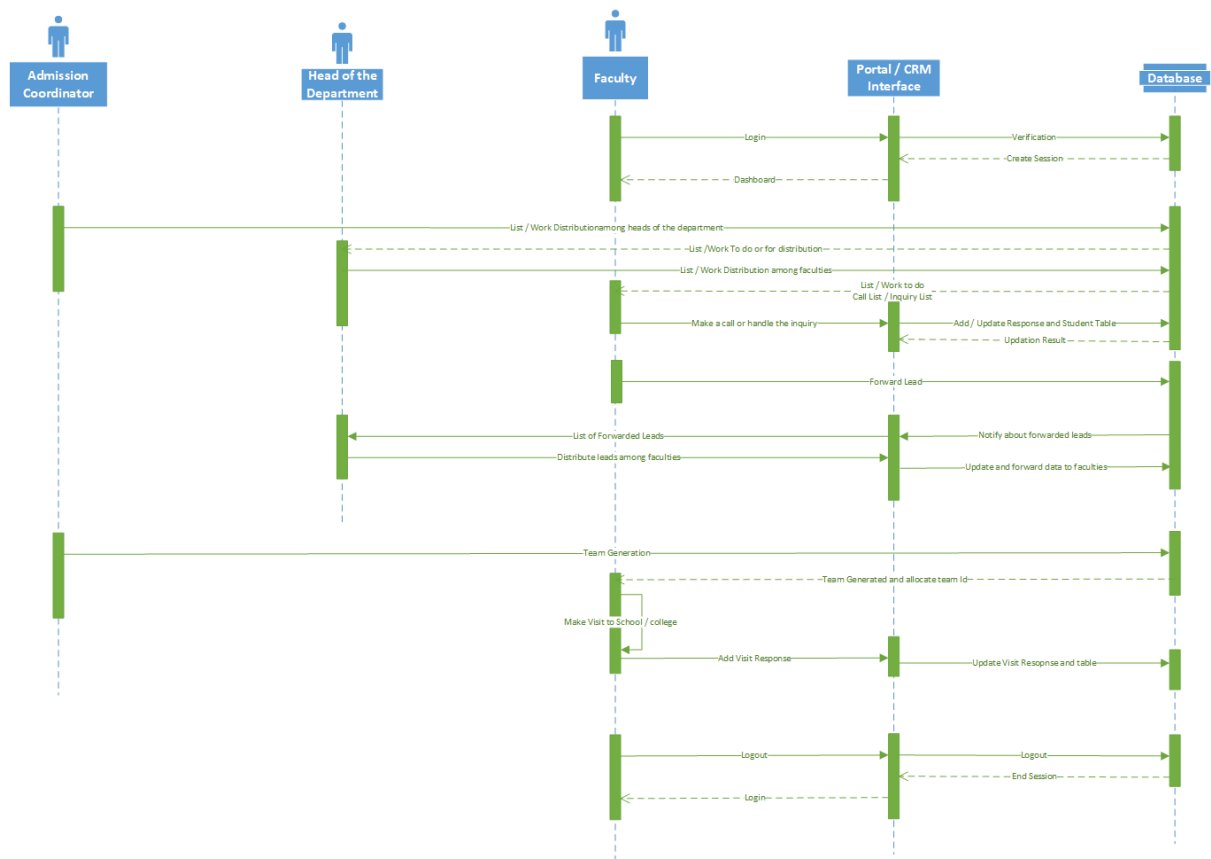 Admission
Coordinator
Head of the
Department
Faculty
Portal / CRM
Interface
Database
Login
Verification
Create Session
Dashboard
List / Work Distributionamong heads of the department
List /Work To do or for distribution
List / Work Distribution among faculties
List / Work to do
Call List / Inquiry List
Make a call or handle the inquiry
Add / Update Response and Student Table
Updation Result
Forward Lead
List of Forwarded Leads
Notify about forwarded leads
Distribute leads among faculties
Update and forward data to faculties
Team Generation
Team Generated and allocate team Id
Make Visit to School / college
Add Visit Response
Update Visit Resopnse and table
Logout
Logout
End Session
Login